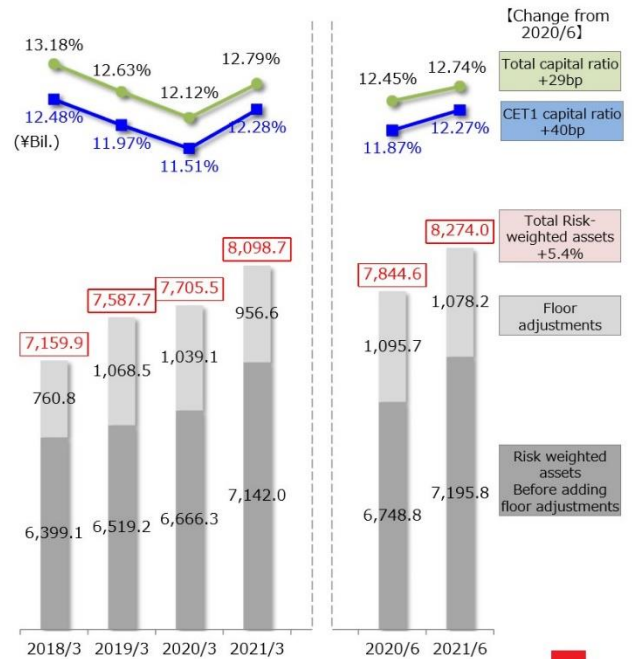 【Change from
2020/6】
13.18%
12.63%
12.12%
12.79%
12.45%
12.74%
Total capital ratio
+29bp
12.48%
11.97%
11.51%
12.28%
11.87%
12.27%
CET1 capital ratio
+40bp
(¥Bil.)
7,159.9
7,587.7
7,705.5
8,098.7
7,844.6
8,274.0
Total Risk-
weighted assets
+5.4%
760.8
1,068.5
1,039.1
956.6
1,095.7
1,078.2
Floor
adjustments
6,399.1
6,519.2
6,666.3
7,142.0
6,748.8
7,195.8
Risk weighted
assets
Before adding
floor adjustments
2018/3
2019/3
2020/3
2021/3
2020/6
2021/6